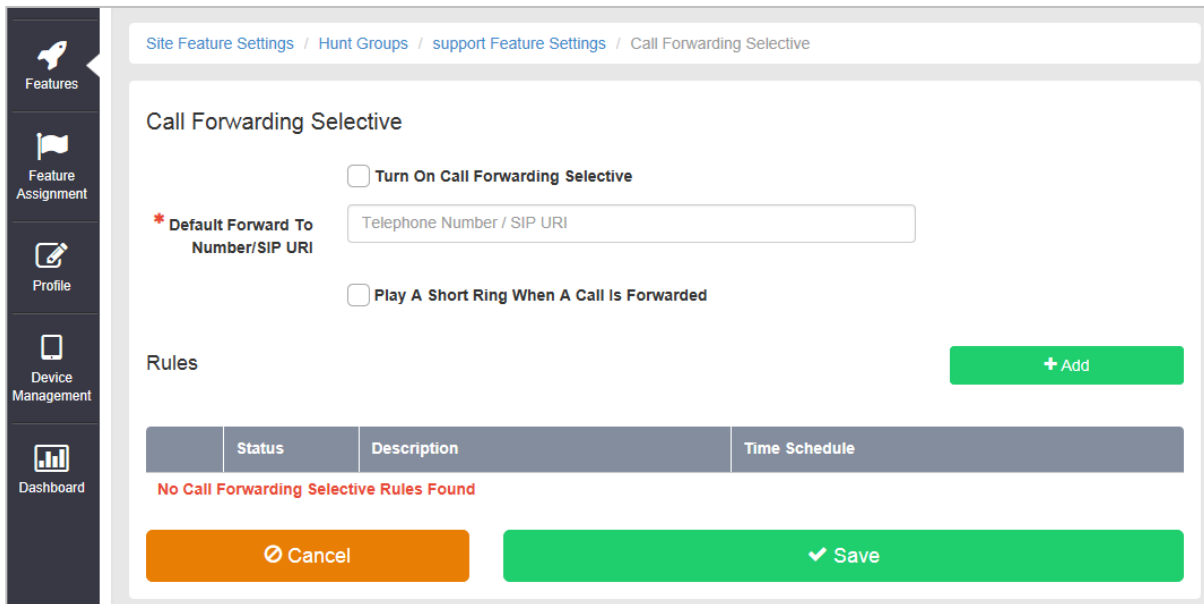 Features
Feature
Assignment
Profile
Device
Management
Dashboard
Site Feature Settings / Hunt Groups / support Feature Settings / Call Forwarding Selective
Call Forwarding Selective
Turn On Call Forwarding Selective
* Default Forward To
Number/SIP URI
Telephone Number / SIP URI
Play A Short Ring When A Call Is Forwarded
Rules
+ Add
Status Description Time Schedule
No Call Forwarding Selective Rules Found
Cancel
Save